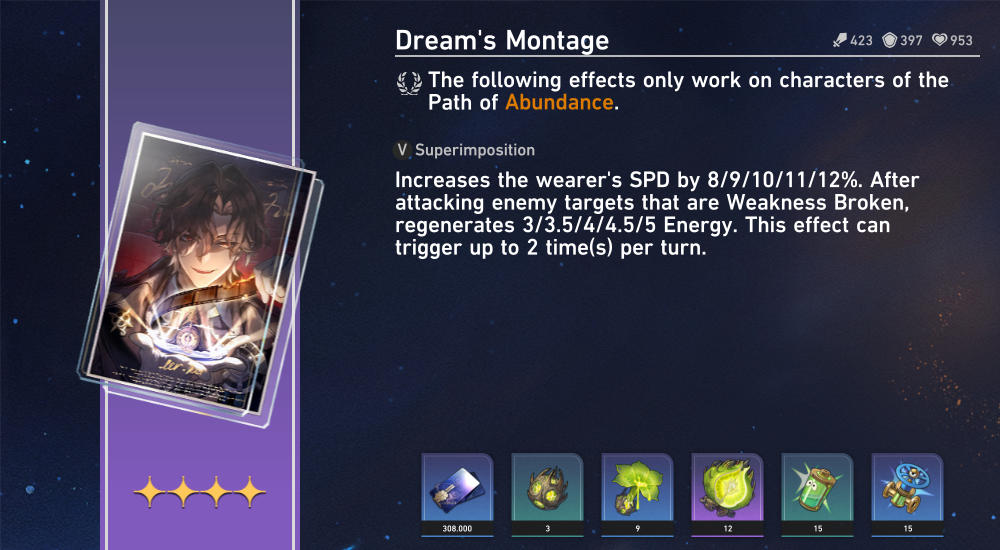 Dream's Montage
423 397 953
The following effects only work on characters of the
Path of Abundance.
V Superimposition
Increases the wearer's SPD by 8/9/10/11/12%. After
attacking enemy targets that are Weakness Broken,
regenerates 3/3.5/4/4.5/5 Energy. This effect can
trigger up to 2 time(s) per turn.
308.000 3 9 12 15 15